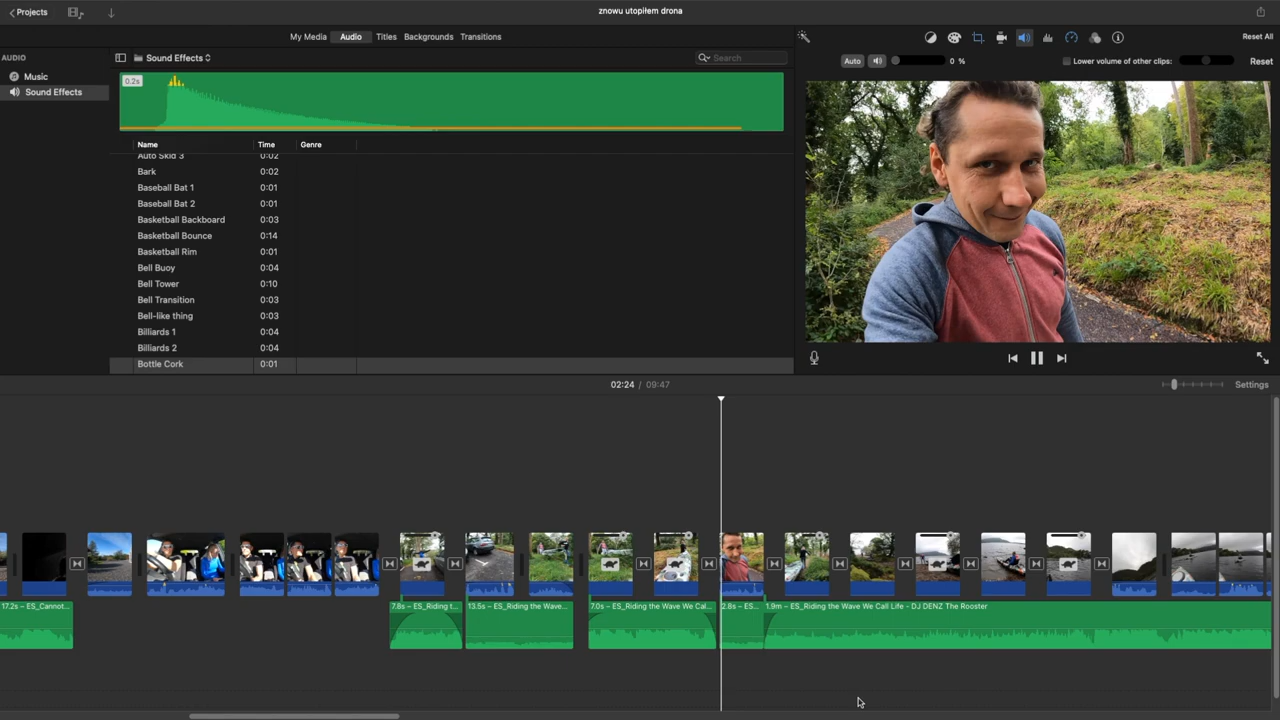 Projects
znowu utopiłem drona
My Media Audio Titles Backgrounds Transitions
Reset All
AUDIO
Sound Effects
Search
Auto
0 %
Lower volume of other clips:
Reset
Music
Sound Effects
0.2x
Name Time Genre
Auto Skid 3 0:02
Bark 0:02
Baseball Bat 1 0:01
Baseball Bat 2 0:01
Basketball Backboard 0:03
Basketball Bounce 0:14
Basketball Rim 0:01
Bell Buoy 0:04
Bell Tower 0:10
Bell Transition 0:03
Bell-like thing 0:03
Billiards 1 0:04
Billiards 2 0:04
Bottle Cork 0:01
02:24 / 09:47
Settings
17.2s – ES_Cannot...
7.8s – ES_Riding t...
13.5s – ES_Riding the Wave...
7.0s – ES_Riding the Wave We Cal...
2.8s – ES...
1.9m – ES_Riding the Wave We Call Life - DJ DENZ The Rooster